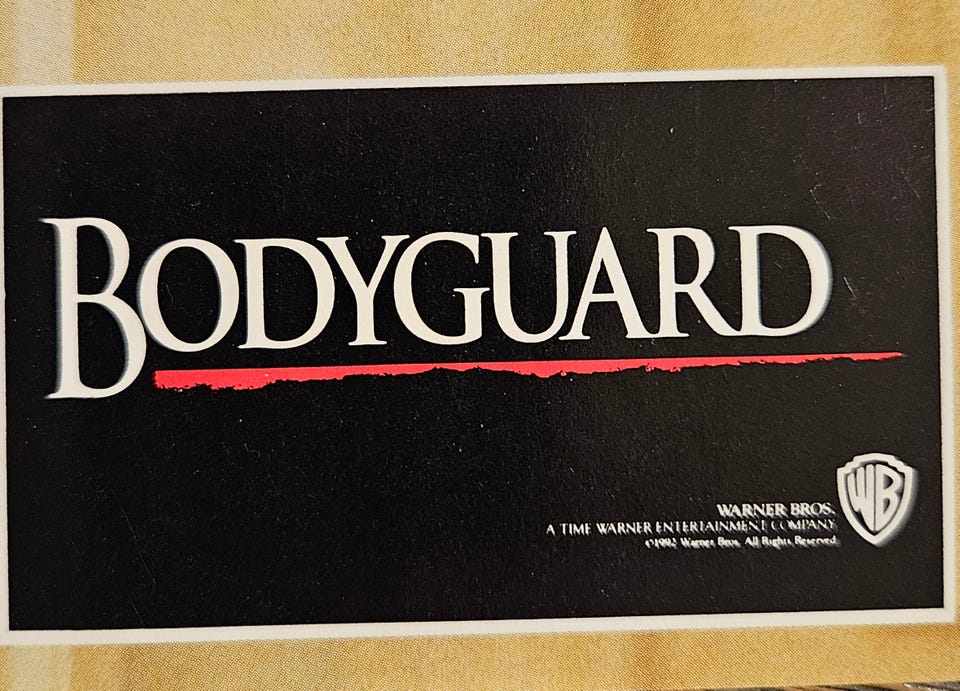 BODYGUARD
WB
WARNER BROS.
A TIME WARNER ENTERTAINMENT COMPANY
©1992 Warner Bros. All Rights Reserved